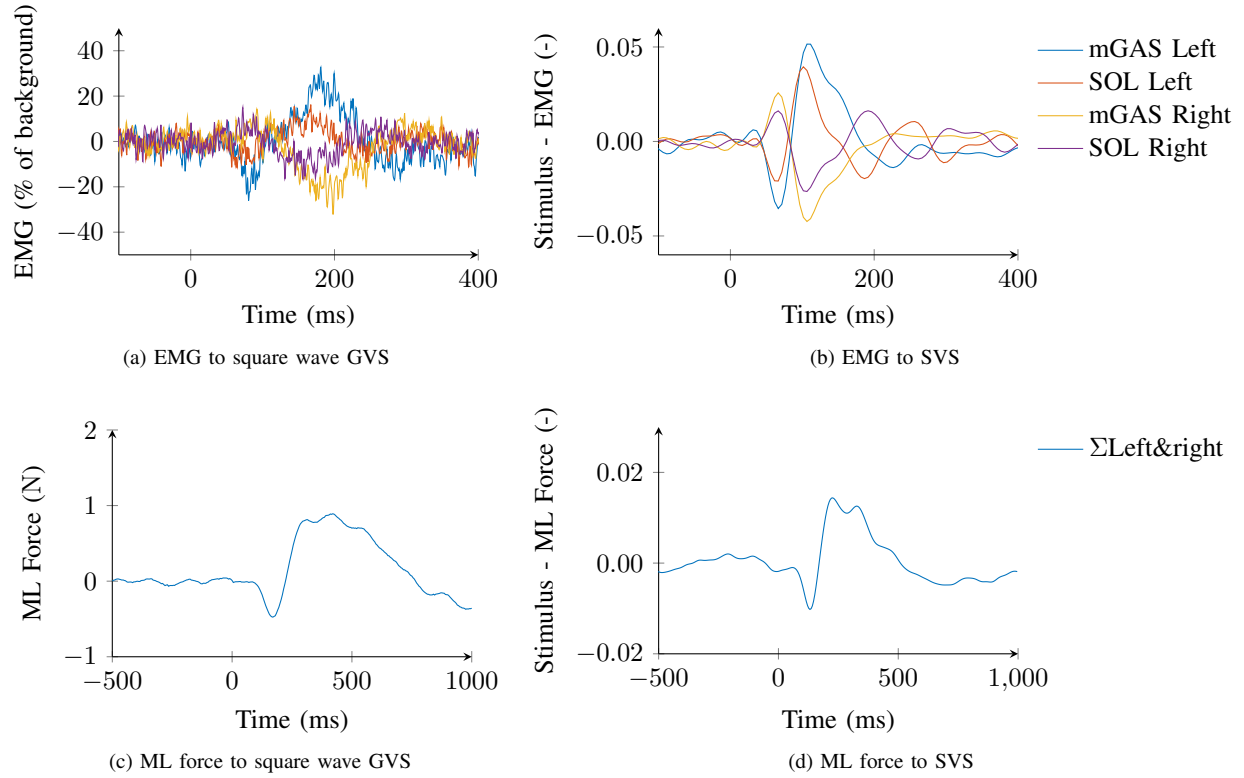 EMG (% of background)
40
20
0
−20
−40
0
200
400
Time (ms)
(a) EMG to square wave GVS
Stimulus - EMG (-)
0.05
0.00
−0.05
0
200
400
Time (ms)
(b) EMG to SVS
mGAS Left
SOL Left
mGAS Right
SOL Right
ML Force (N)
2
1
0
−1
−500
0
500
1000
Time (ms)
(c) ML force to square wave GVS
Stimulus - ML Force (-)
0.02
0.00
−0.02
−500
0
500
1,000
Time (ms)
(d) ML force to SVS
ΣLeft&right